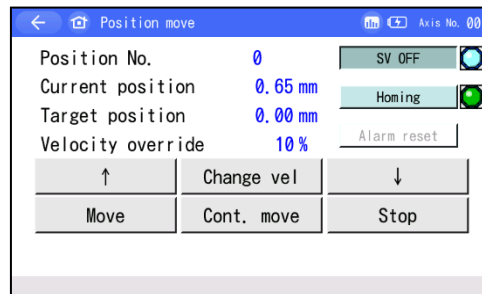 Position move Axis No. 00
Position No. 0 SV OFF
Current position 0.65 mm
Homing
Target position 0.00 mm
Alarm reset
Velocity override 10 %
↑ Change vel ↓
Move Cont. move Stop